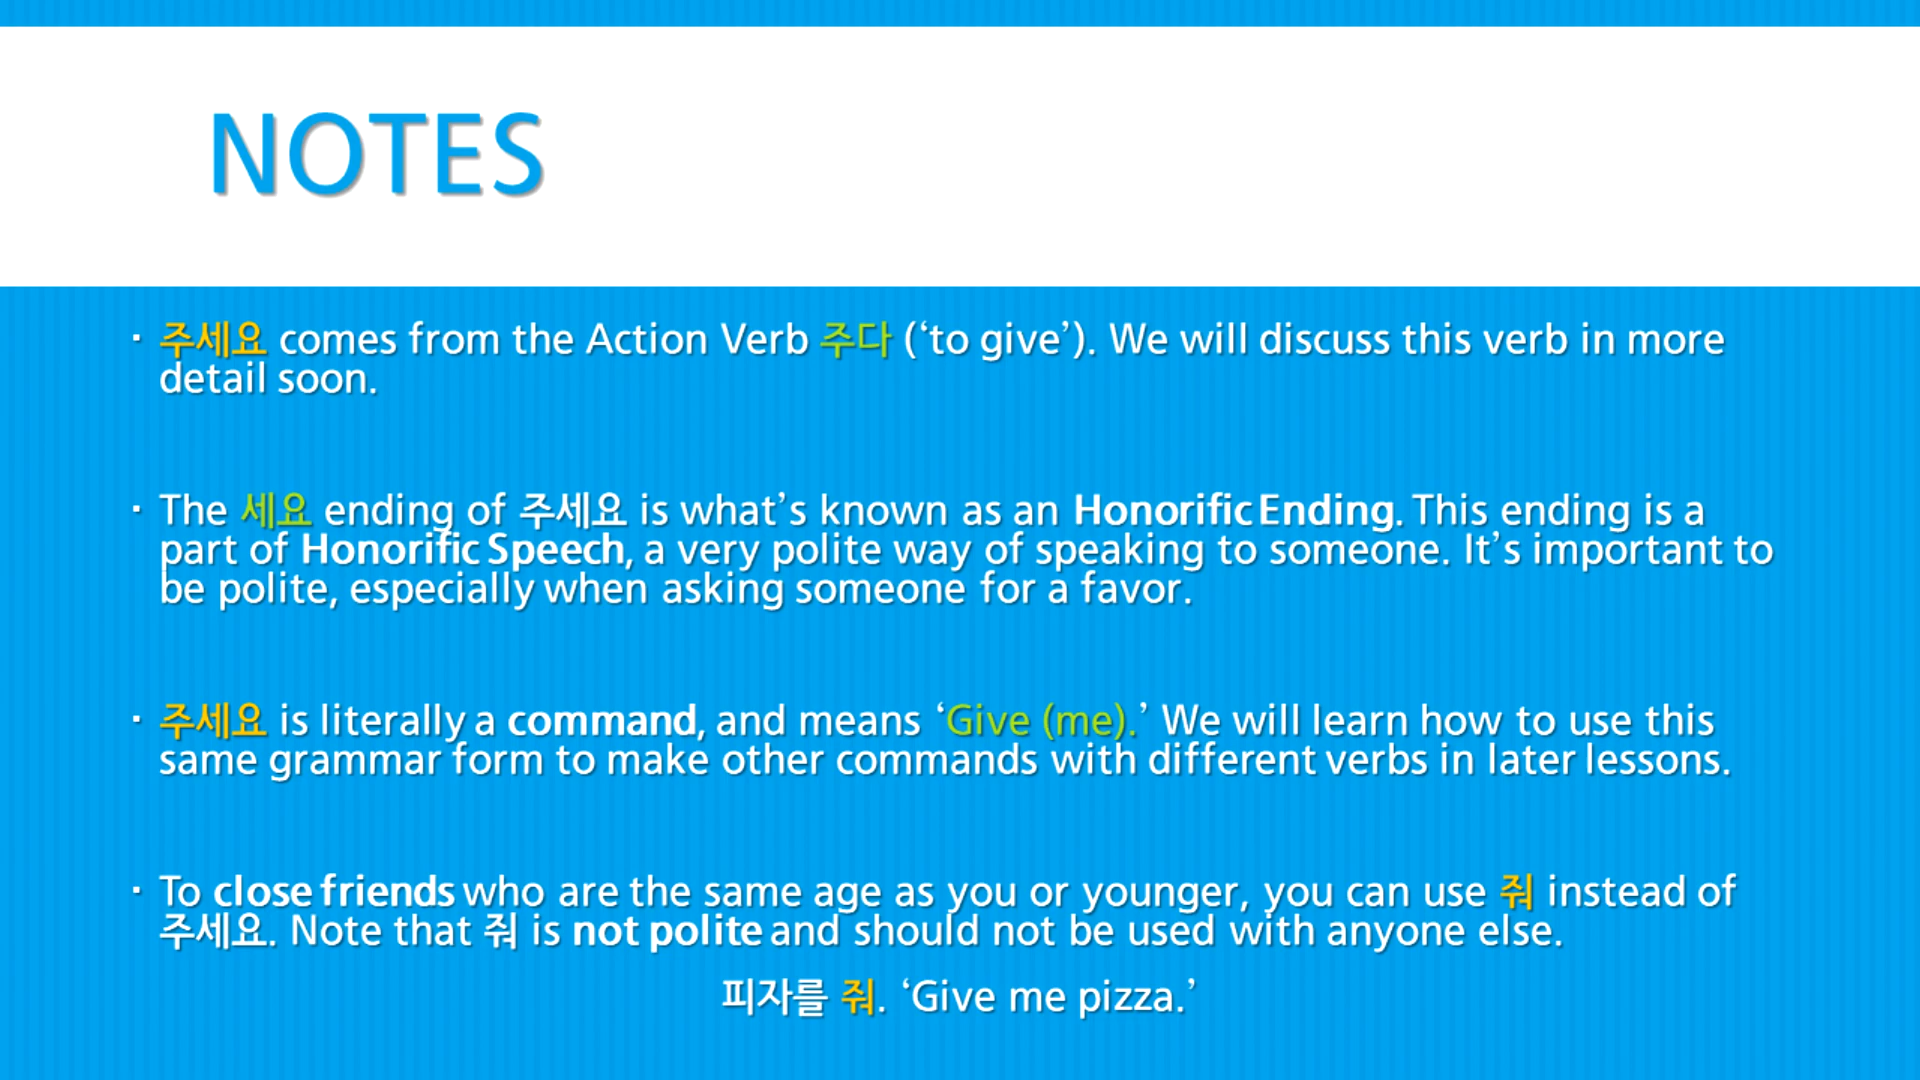 NOTES
▪ 주세요 comes from the Action Verb 주다 (‘to give’). We will discuss this verb in more
detail soon.
▪ The 세요 ending of 주세요 is what’s known as an Honorific Ending. This ending is a
part of Honorific Speech, a very polite way of speaking to someone. It’s important to
be polite, especially when asking someone for a favor.
▪ 주세요 is literally a command, and means ‘Give (me).’ We will learn how to use this
same grammar form to make other commands with different verbs in later lessons.
▪ To close friends who are the same age as you or younger, you can use 줘 instead of
주세요. Note that 줘 is not polite and should not be used with anyone else.
피자를 줘. ‘Give me pizza.’